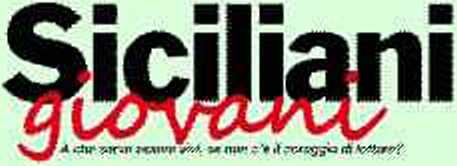 Siciliani
giovani
A che serve essere vivi, se non c'è il coraggio di lottare?